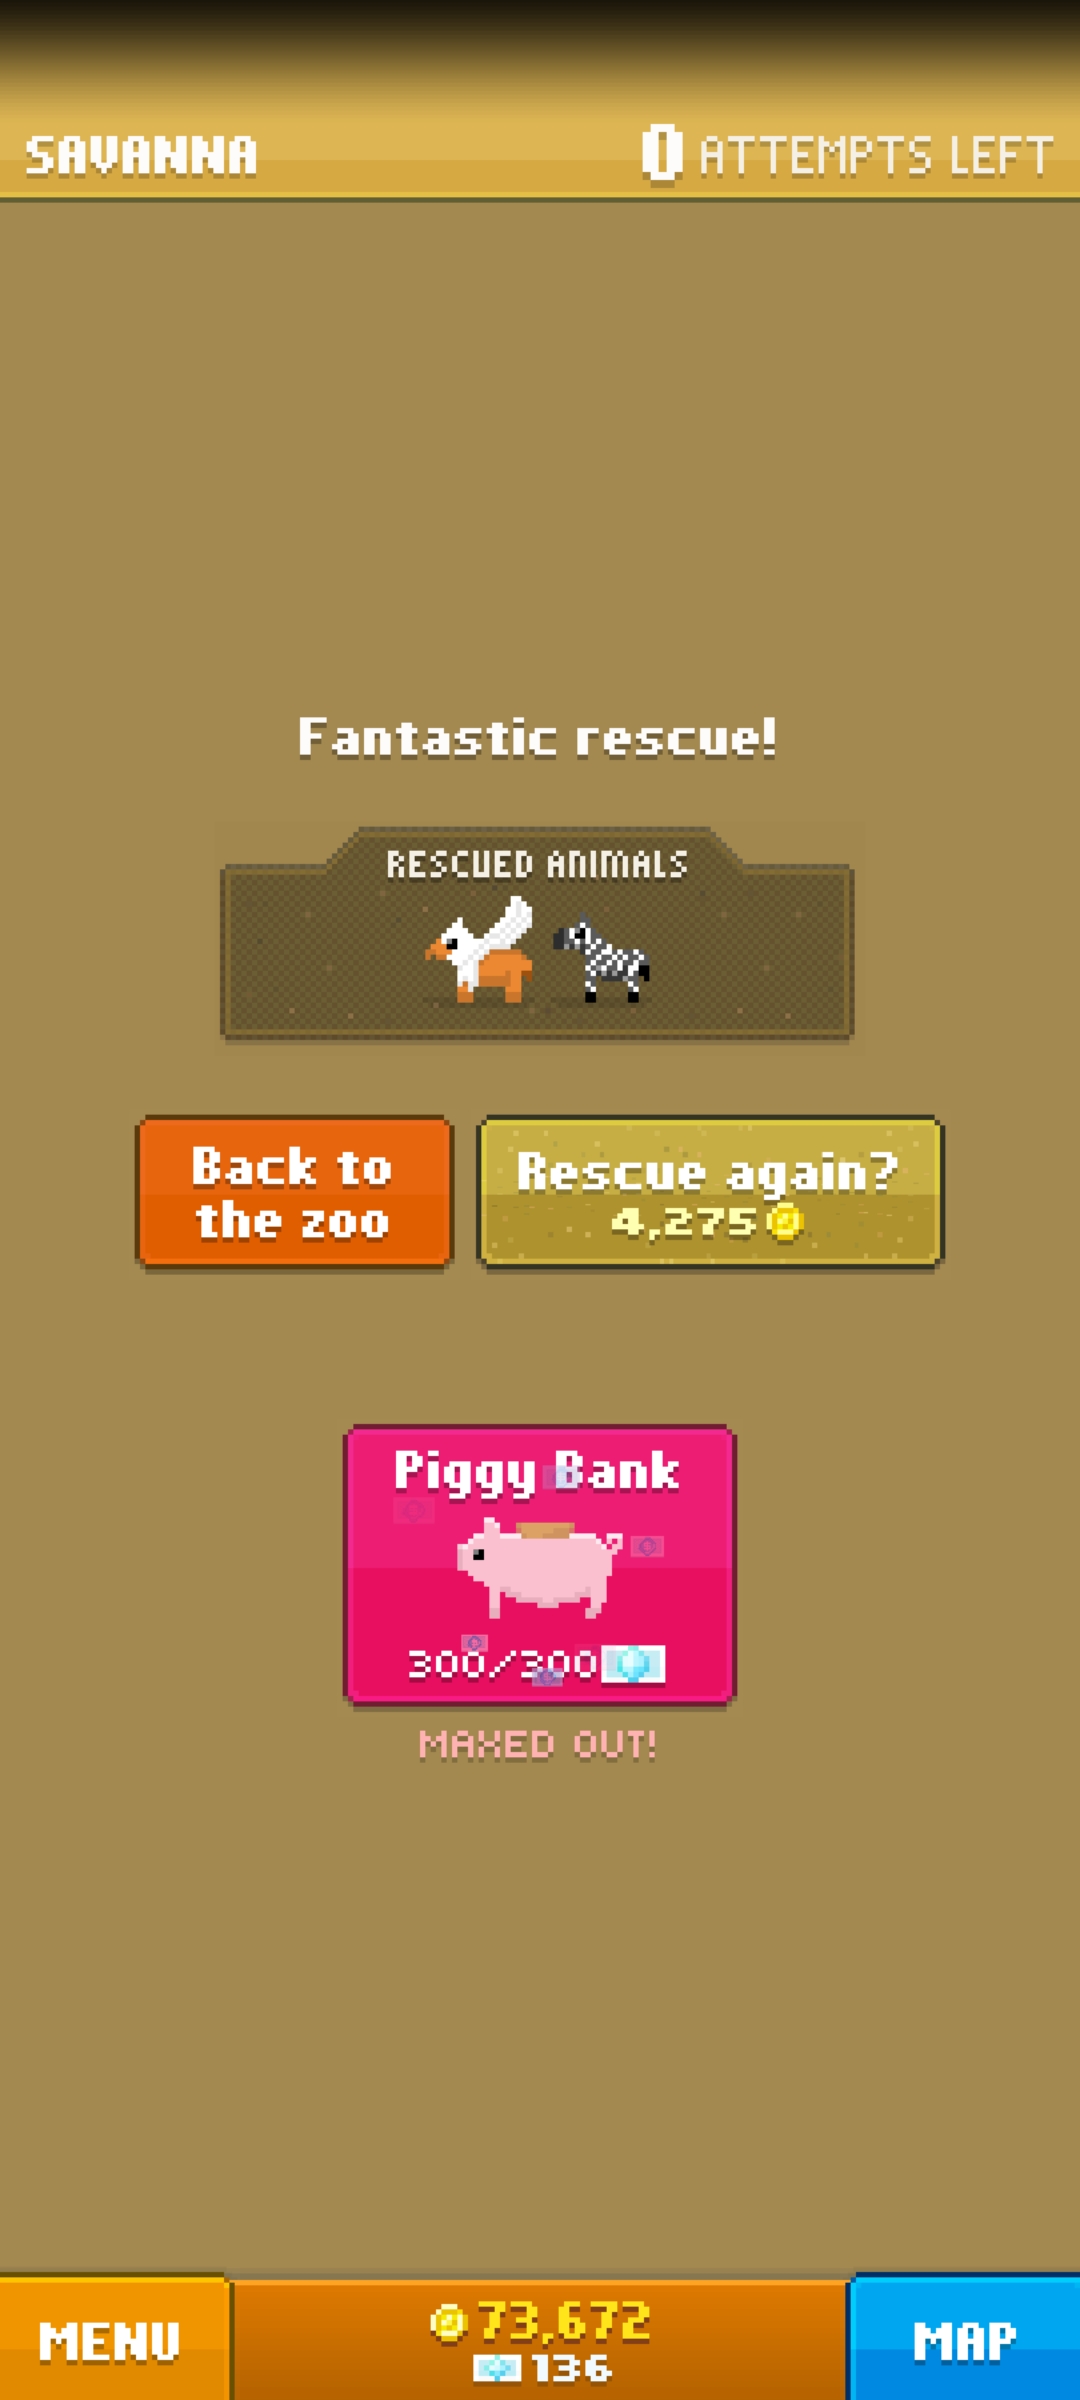 SAVANNA
0 ATTEMPTS LEFT
Fantastic rescue!
RESCUED ANIMALS
Back to
the zoo
Rescue again?
4,275
Piggy Bank
300/300
MAXED OUT!
MENU
73,672
136
MAP